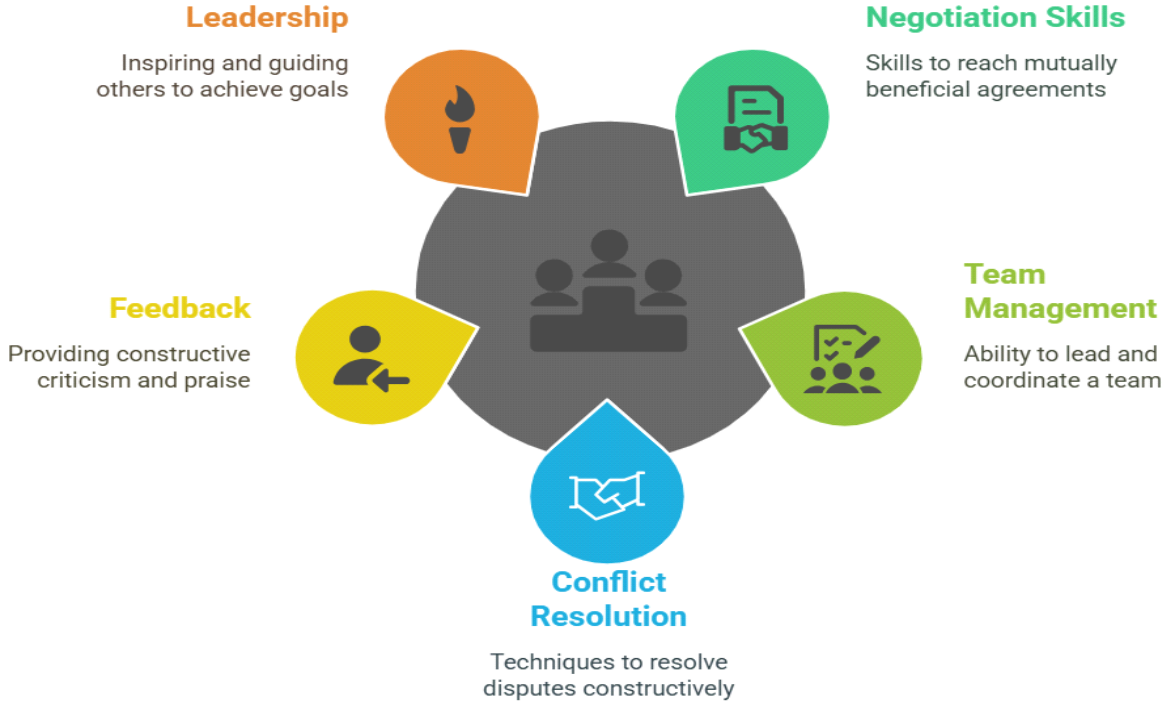 Leadership
Inspiring and guiding
others to achieve goals
Negotiation Skills
Skills to reach mutually
beneficial agreements
Feedback
Providing constructive
criticism and praise
Team
Management
Ability to lead and
coordinate a team
Conflict
Resolution
Techniques to resolve
disputes constructively